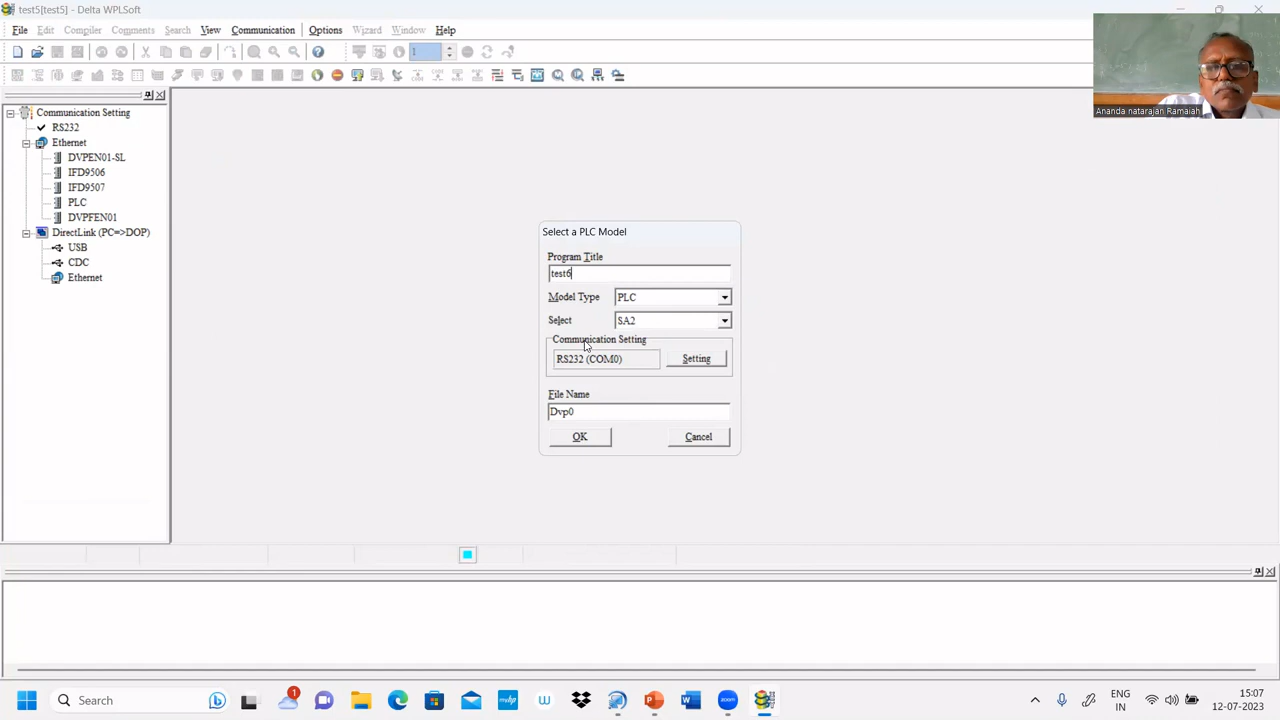 test5[test5] - Delta WPLSoft
File Edit Compiler Comments Search View Communication Options Wizard Window Help
1
Communication Setting
RS232
Ethernet
DVPEN01-SL
IFD9506
IFD9507
PLC
DVPFEN01
DirectLink (PC=>DOP)
USB
CDC
Ethernet
Select a PLC Model
Program Title
test6
Model Type PLC
Select SA2
Communication Setting
RS232 (COM0) Setting
File Name
Dvp0
OK Cancel
Ananda natarajan Ramaiah
Search
1
ENG
IN
15:07
12-07-2023